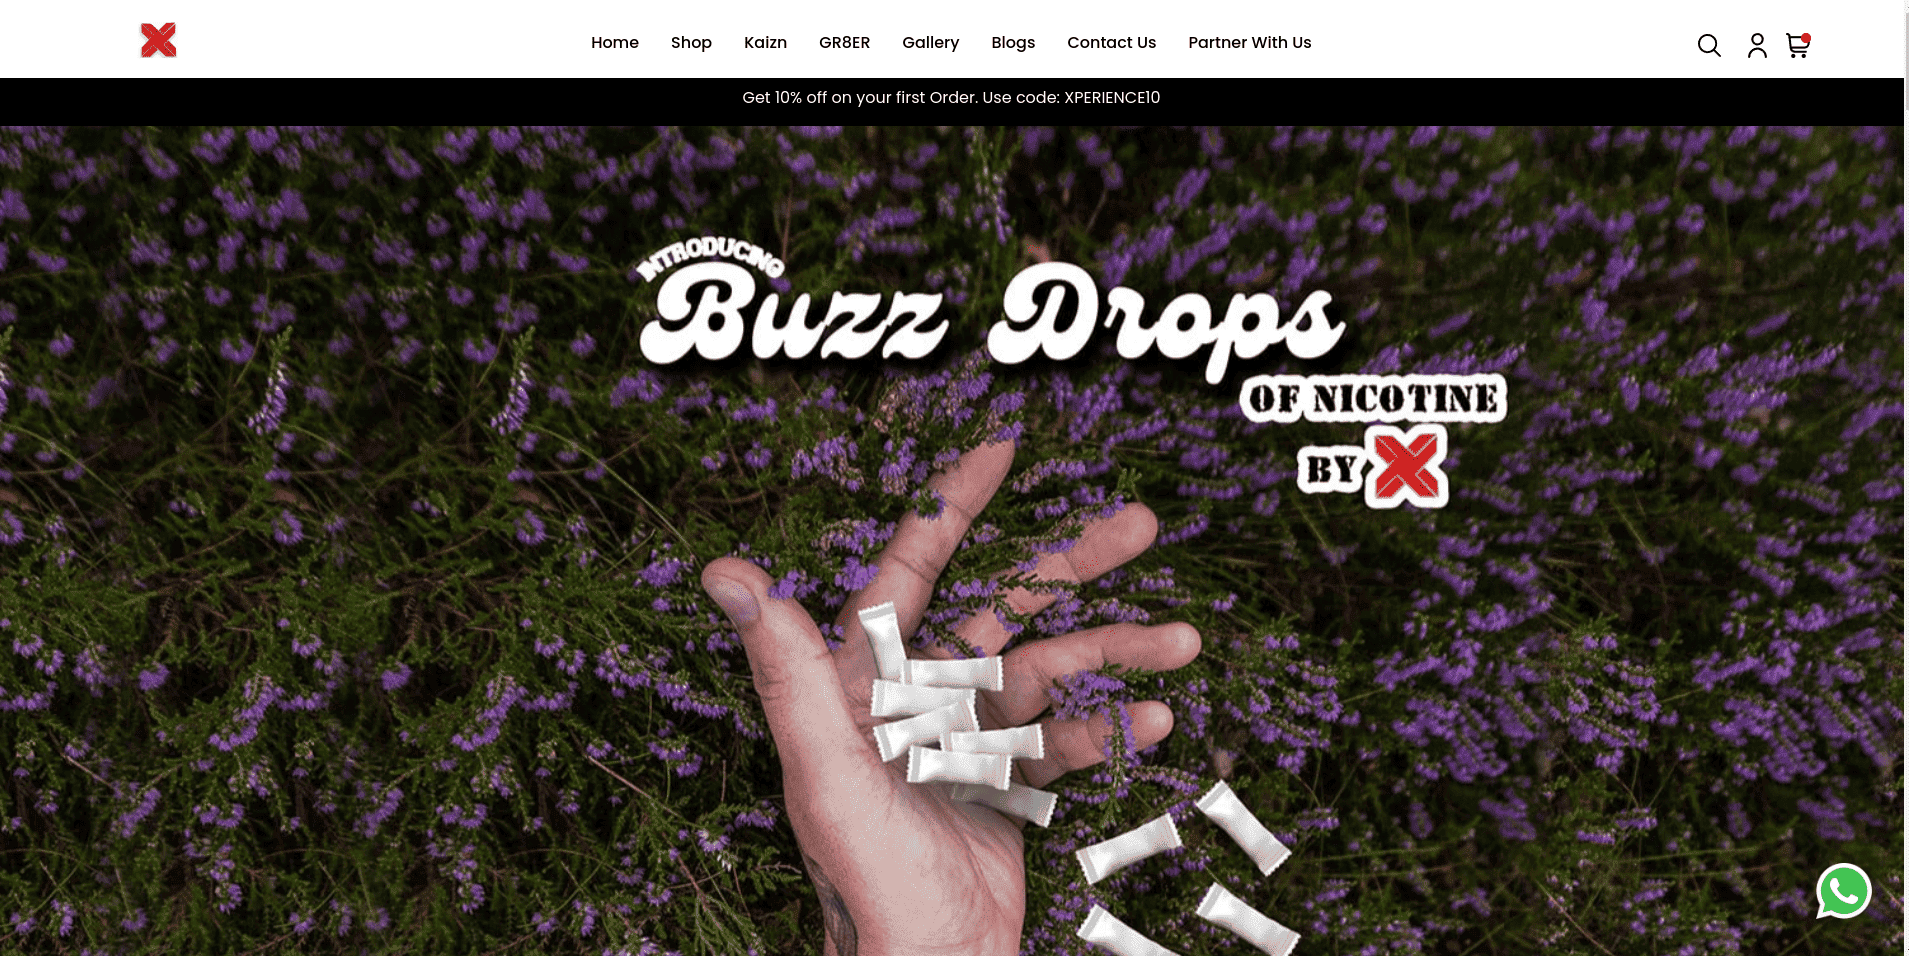 Home Shop Kaizn GR8ER Gallery Blogs Contact Us Partner With Us
Get 10% off on your first Order. Use code: XPERIENCE10
INTRODUCING
Buzz Drops
OF NICOTINE
BY X